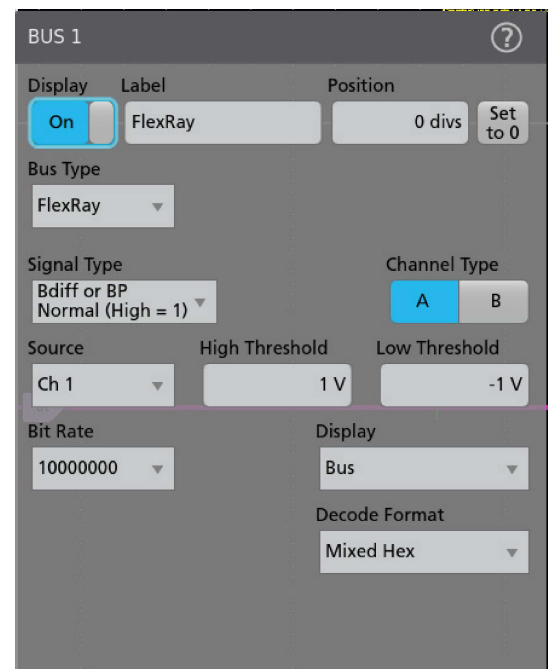 BUS 1 ?
Display Label Position
On FlexRay 0 divs Set
to 0
Bus Type
FlexRay
Signal Type Channel Type
Bdiff or BP
Normal (High = 1) A B
Source High Threshold Low Threshold
Ch 1 1 V -1 V
Bit Rate Display
10000000 Bus
Decode Format
Mixed Hex